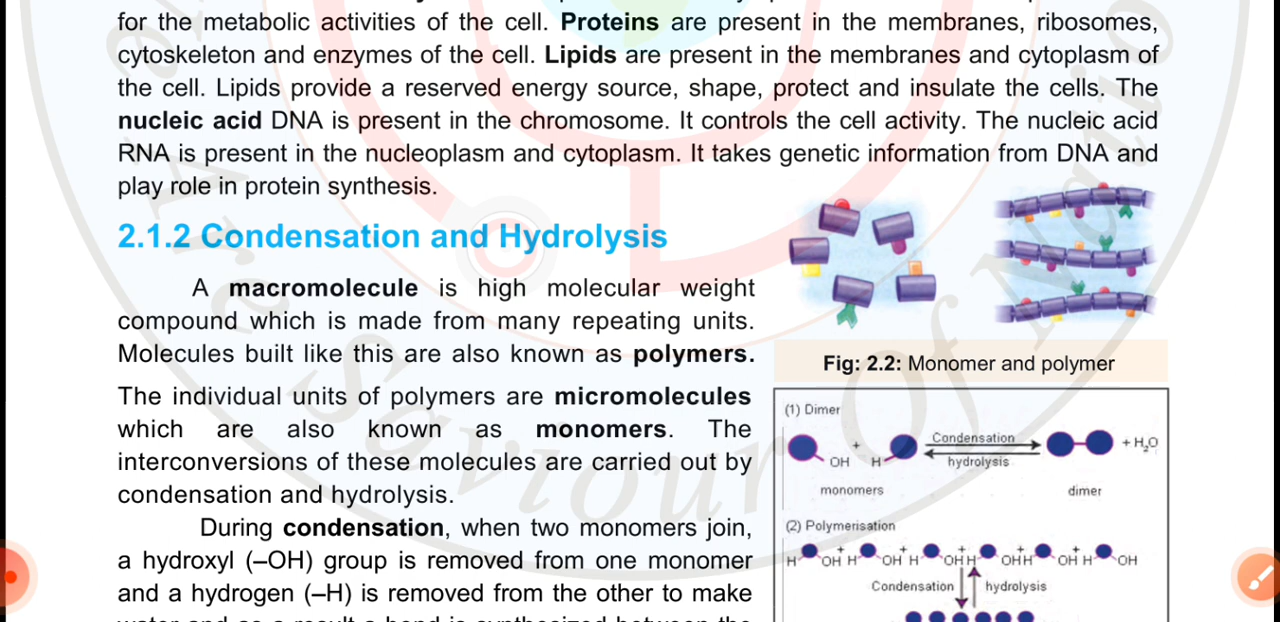 for the metabolic activities of the cell. Proteins are present in the membranes, ribosomes,
cytoskeleton and enzymes of the cell. Lipids are present in the membranes and cytoplasm of
the cell. Lipids provide a reserved energy source, shape, protect and insulate the cells. The
nucleic acid DNA is present in the chromosome. It controls the cell activity. The nucleic acid
RNA is present in the nucleoplasm and cytoplasm. It takes genetic information from DNA and
play role in protein synthesis.
2.1.2 Condensation and Hydrolysis
A macromolecule is high molecular weight
compound which is made from many repeating units.
Molecules built like this are also known as polymers.
The individual units of polymers are micromolecules
which are also known as monomers. The
interconversions of these molecules are carried out by
condensation and hydrolysis.
During condensation, when two monomers join,
a hydroxyl (–OH) group is removed from one monomer
and a hydrogen (–H) is removed from the other to make
Fig: 2.2: Monomer and polymer
(1) Dimer
+
OH H
Condensation
hydrolysis
+ H₂O
monomers
dimer
(2) Polymerisation
+ + + + +
H OH H OH H OH H OH H OH H OH
Condensation hydrolysis
Saviour Of